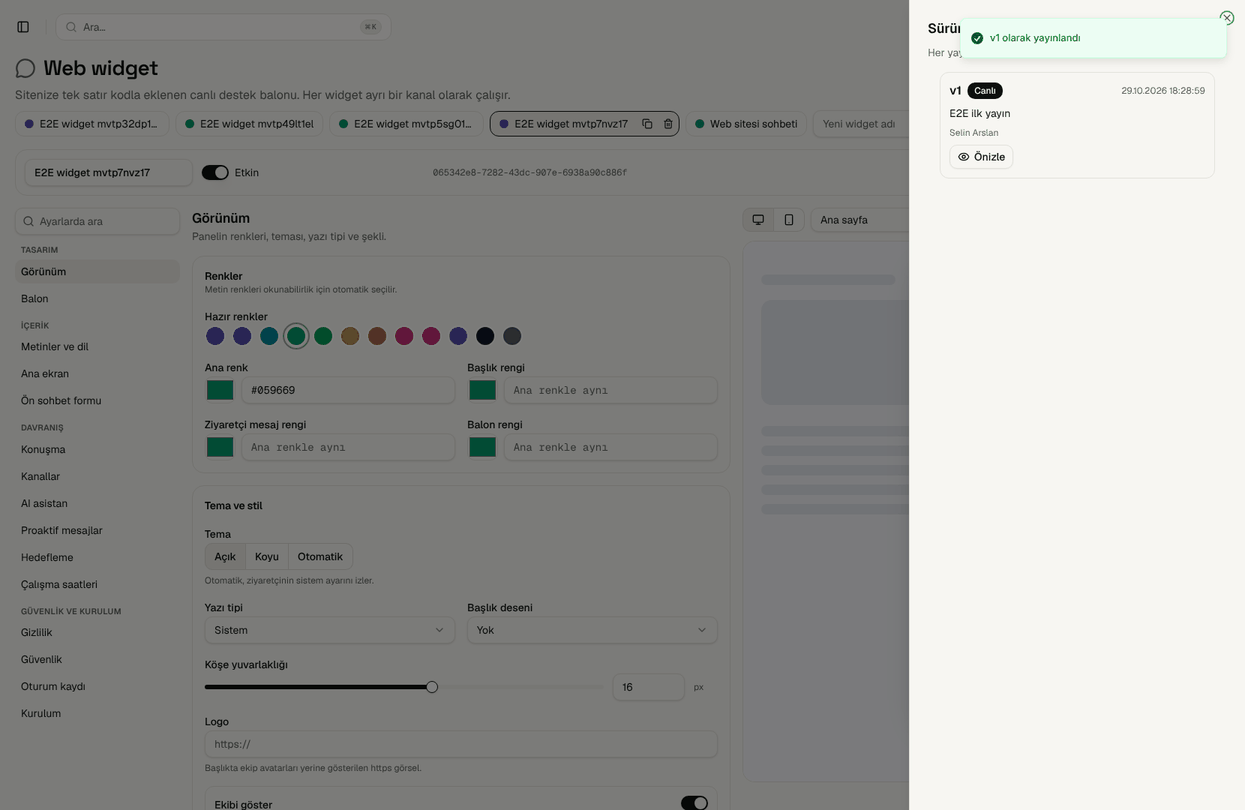 Ara...
⌘K
Web widget
Sitenize tek satır kodla eklenen canlı destek balonu. Her widget ayrı bir kanal olarak çalışır.
E2E widget mvtp32dp1...
E2E widget mvtp49lt1el
E2E widget mvtp5sg01...
E2E widget mvtp7nvz17
Web sitesi sohbeti
Yeni widget adı
E2E widget mvtp7nvz17
Etkin
065342e8-7282-43dc-907e-6938a90c886f
Ayarlarda ara
TASARIM
Görünüm
Balon
İÇERİK
Metinler ve dil
Ana ekran
Ön sohbet formu
DAVRANIŞ
Konuşma
Kanallar
AI asistan
Proaktif mesajlar
Hedefleme
Çalışma saatleri
GÜVENLİK VE KURULUM
Gizlilik
Güvenlik
Oturum kaydı
Kurulum
Görünüm
Panelin renkleri, teması, yazı tipi ve şekli.
Renkler
Metin renkleri okunabilirlik için otomatik seçilir.
Hazır renkler
Ana renk
#059669
Başlık rengi
Ana renkle aynı
Ziyaretçi mesaj rengi
Ana renkle aynı
Balon rengi
Ana renkle aynı
Tema ve stil
Tema
Açık
Koyu
Otomatik
Otomatik, ziyaretçinin sistem ayarını izler.
Yazı tipi
Sistem
Başlık deseni
Yok
Köşe yuvarlaklığı
16
px
Logo
https://
Başlıkta ekip avatarları yerine gösterilen https görsel.
Ekibi göster
Ana sayfa
Sürü
v1 olarak yayınlandı
Her yay
v1
Canlı
29.10.2026 18:28:59
E2E ilk yayın
Selin Arslan
Önizle